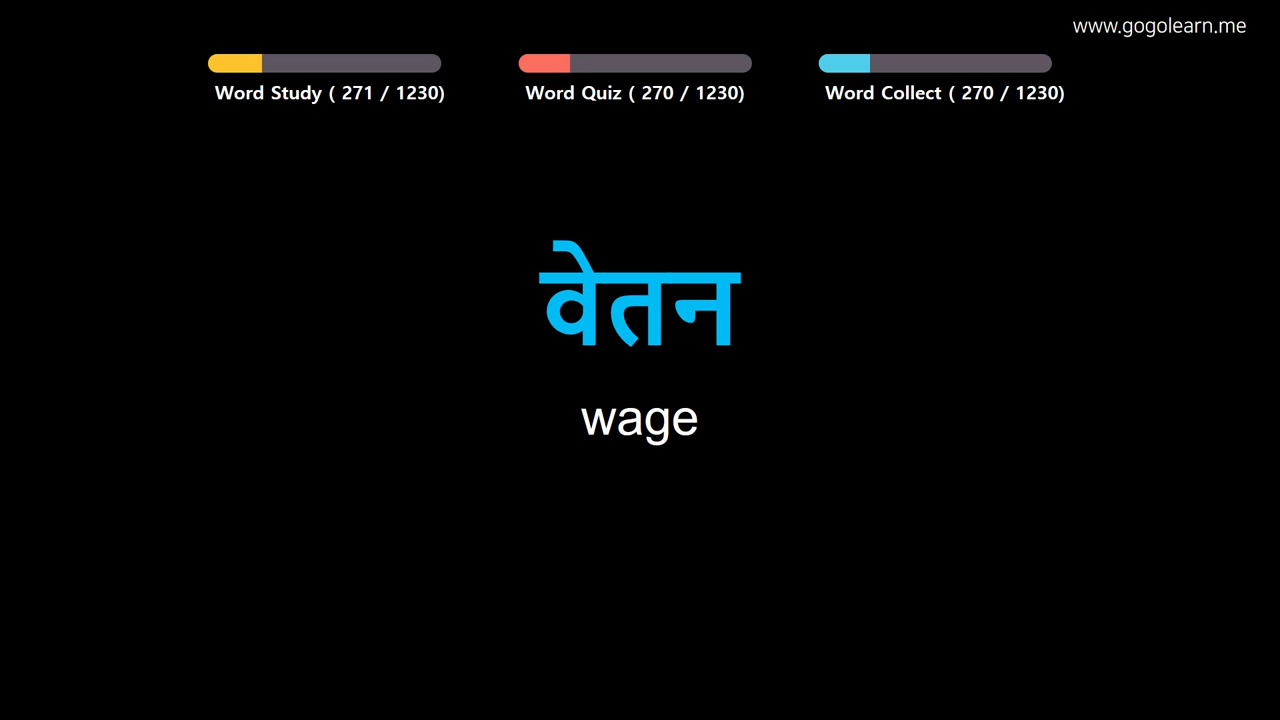 www.gogolearn.me
Word Study ( 271 / 1230)
Word Quiz ( 270 / 1230)
Word Collect ( 270 / 1230)
वेतन
wage